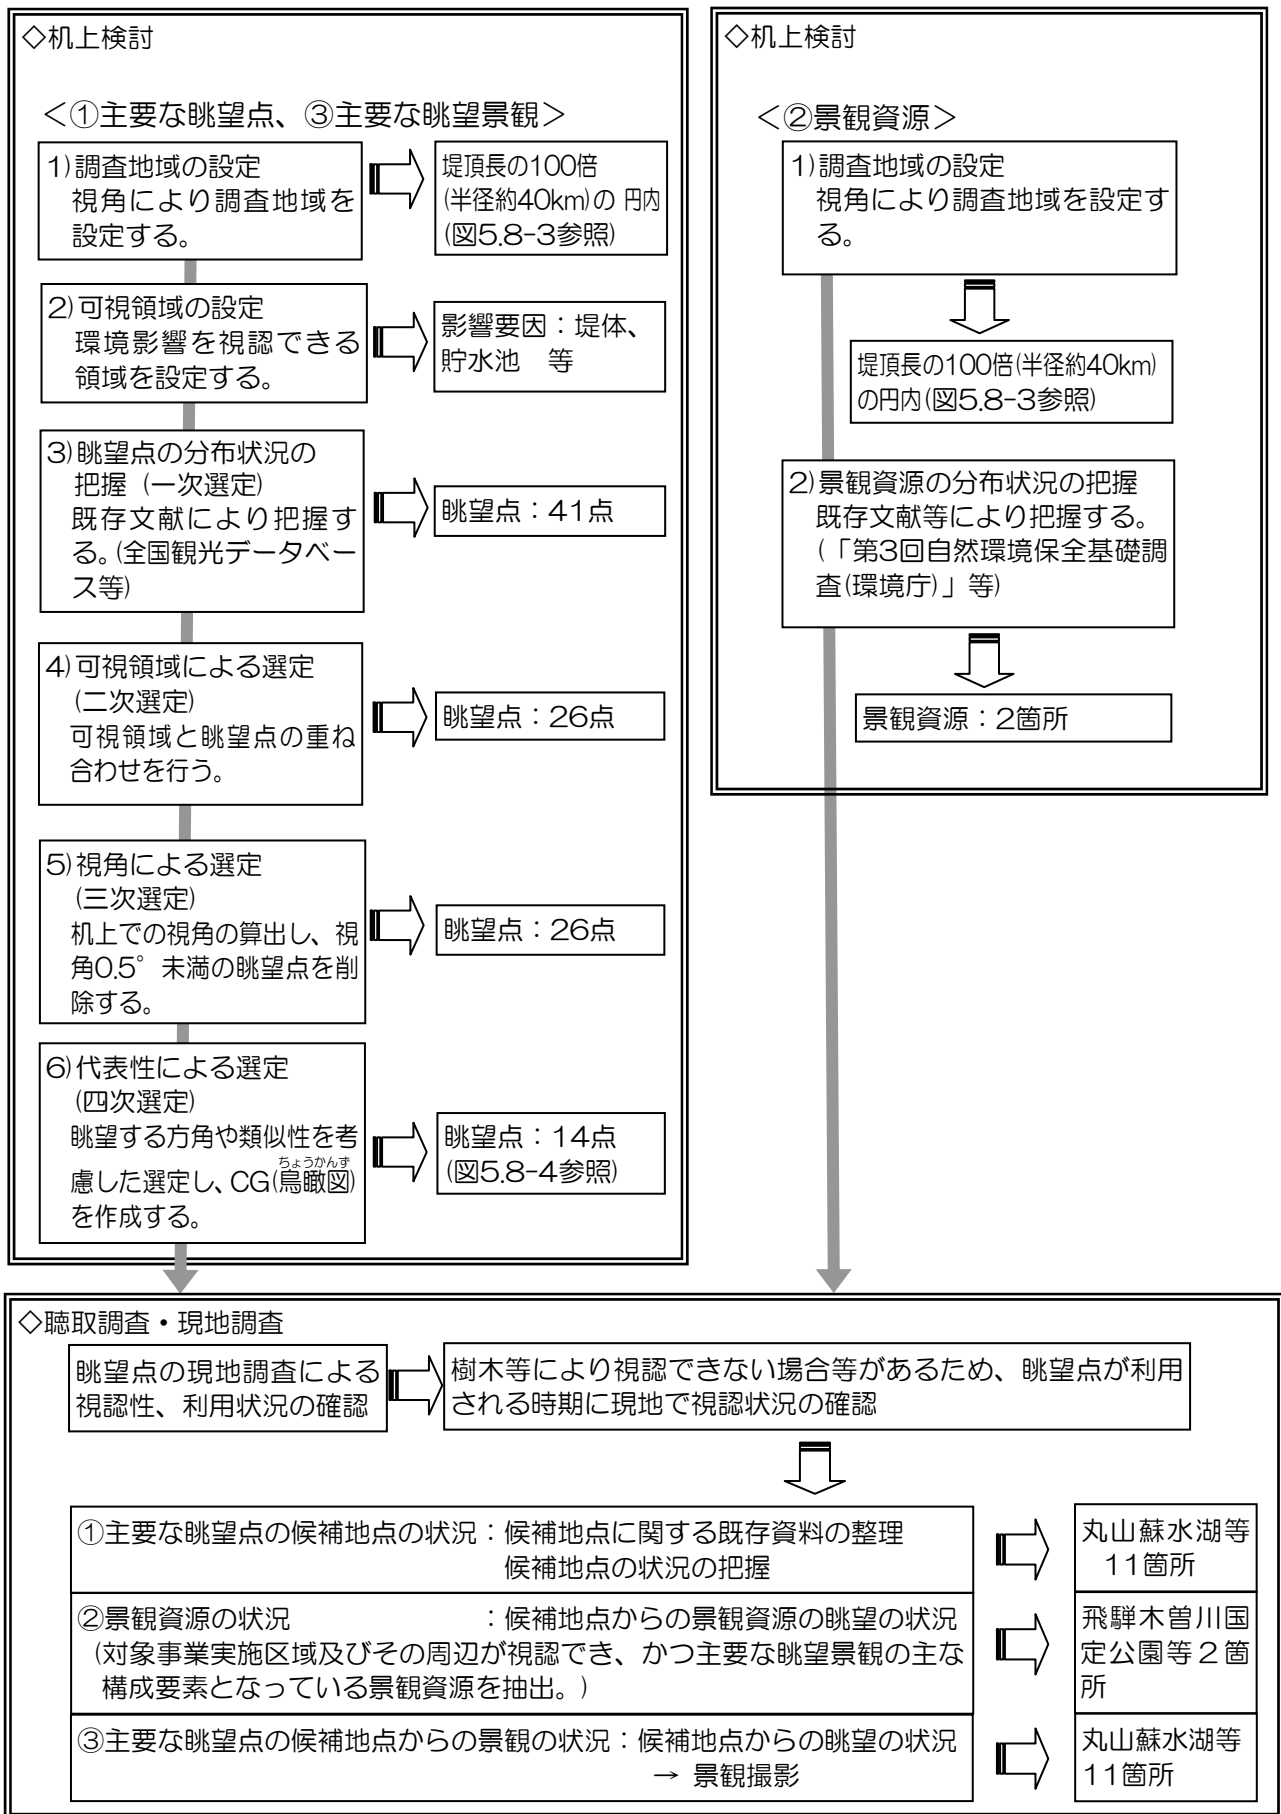 ◇机上検討
＜①主要な眺望点、③主要な眺望景観＞
1)調査地域の設定
視角により調査地域を
設定する。
堤頂長の100倍
(半径約40km)の 円内
(図5.8-3参照)
2)可視領域の設定
環境影響を視認できる
領域を設定する。
影響要因：堤体、
貯水池　等
3)眺望点の分布状況の
把握 (一次選定)
既存文献により把握す
る。(全国観光データベー
ス等)
眺望点：41点
4)可視領域による選定
(二次選定)
可視領域と眺望点の重ね
合わせを行う。
眺望点：26点
5)視角による選定
(三次選定)
机上での視角の算出し、視
角0.5°未満の眺望点を削
除する。
眺望点：26点
6)代表性による選定
(四次選定)
眺望する方角や類似性を考
ちょうかんず
慮した選定し、CG(鳥瞰図)
を作成する。
眺望点：14点
(図5.8-4参照)
◇机上検討
＜②景観資源＞
1)調査地域の設定
視角により調査地域を設定す
る。
堤頂長の100倍(半径約40km)
の円内(図5.8-3参照)
2)景観資源の分布状況の把握
既存文献等により把握する。
(「第3回自然環境保全基礎調
査(環境庁)」等)
景観資源：2箇所
◇聴取調査・現地調査
眺望点の現地調査による
視認性、利用状況の確認
樹木等により視認できない場合等があるため、眺望点が利用
される時期に現地で視認状況の確認
①主要な眺望点の候補地点の状況：候補地点に関する既存資料の整理
候補地点の状況の把握
丸山蘇水湖等
11箇所
②景観資源の状況　　　　　　　：候補地点からの景観資源の眺望の状況
(対象事業実施区域及びその周辺が視認でき、かつ主要な眺望景観の主な
構成要素となっている景観資源を抽出。)
飛騨木曽川国
定公園等２箇
所
③主要な眺望点の候補地点からの景観の状況：候補地点からの眺望の状況
→ 景観撮影
丸山蘇水湖等
11箇所